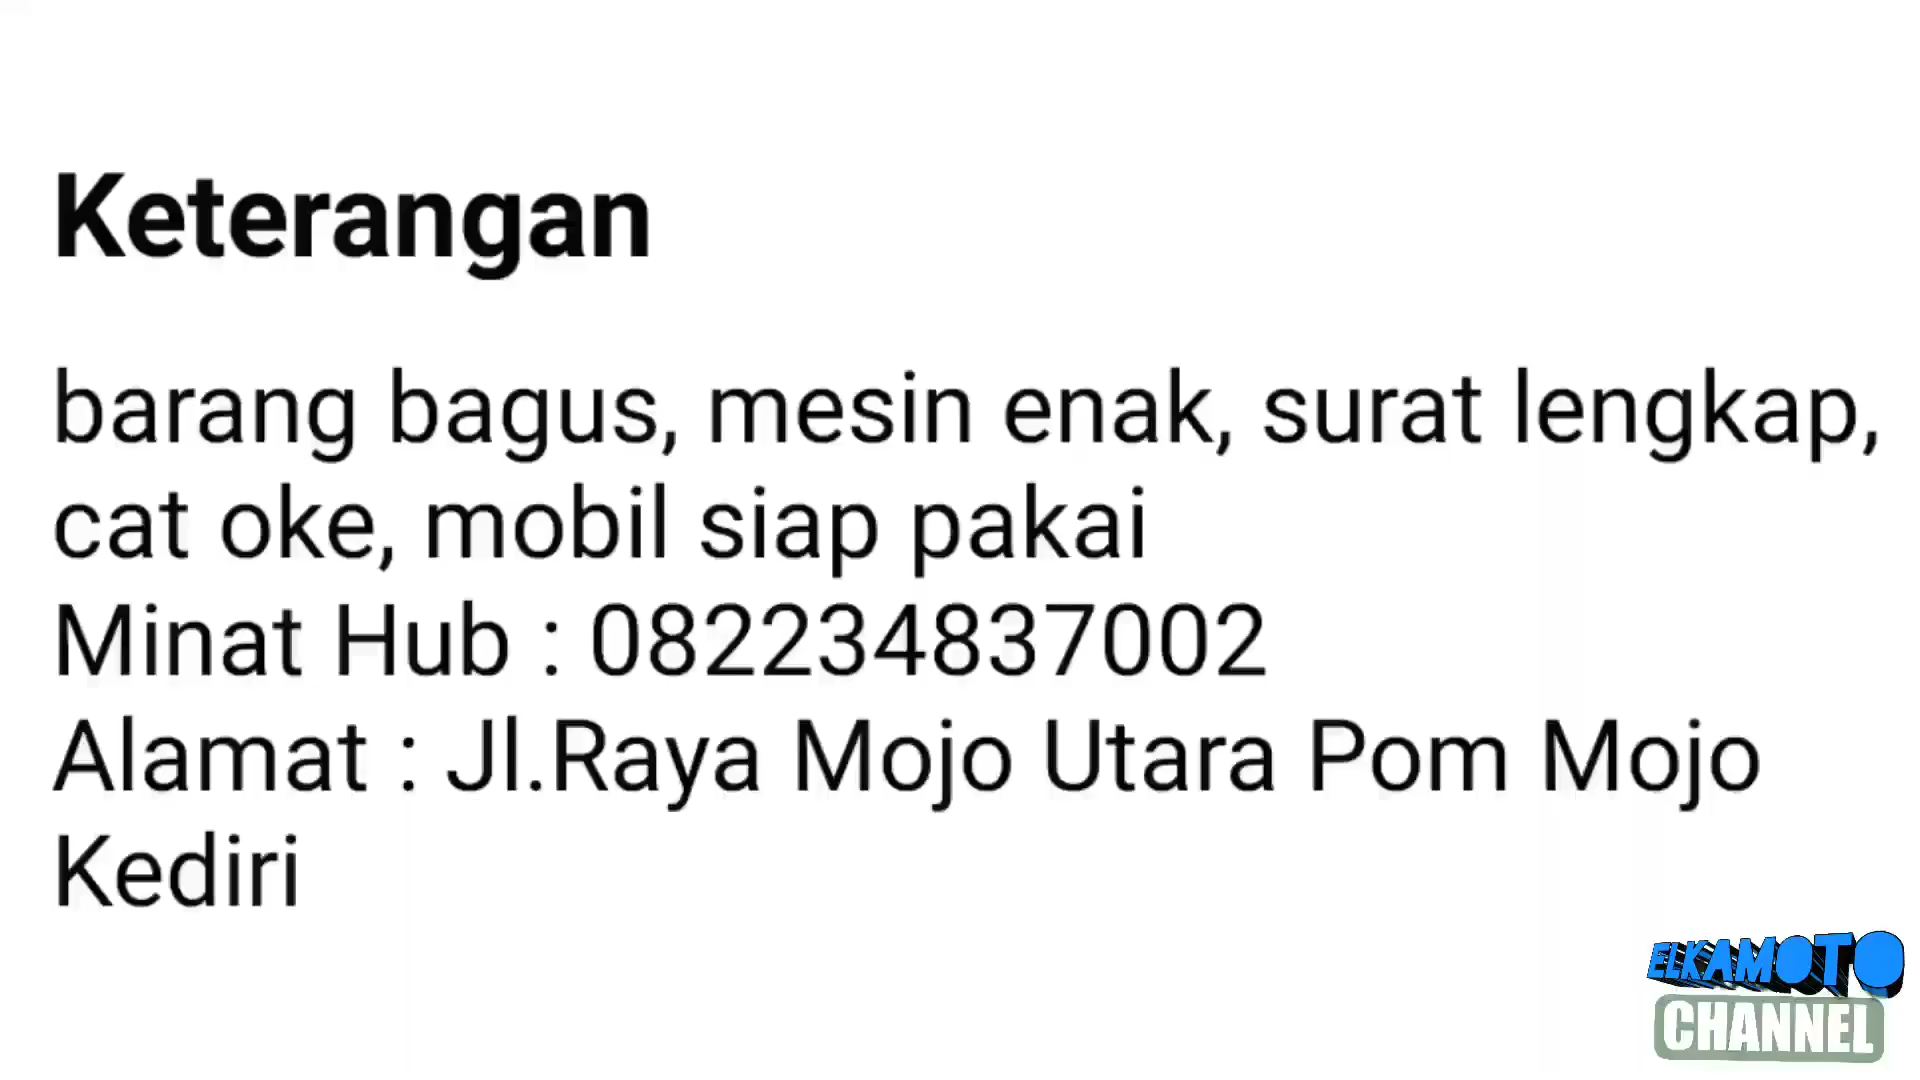 Keterangan
barang bagus, mesin enak, surat lengkap,
cat oke, mobil siap pakai
Minat Hub : 082234837002
Alamat : Jl.Raya Mojo Utara Pom Mojo
Kediri
ELKAMOTO
CHANNEL